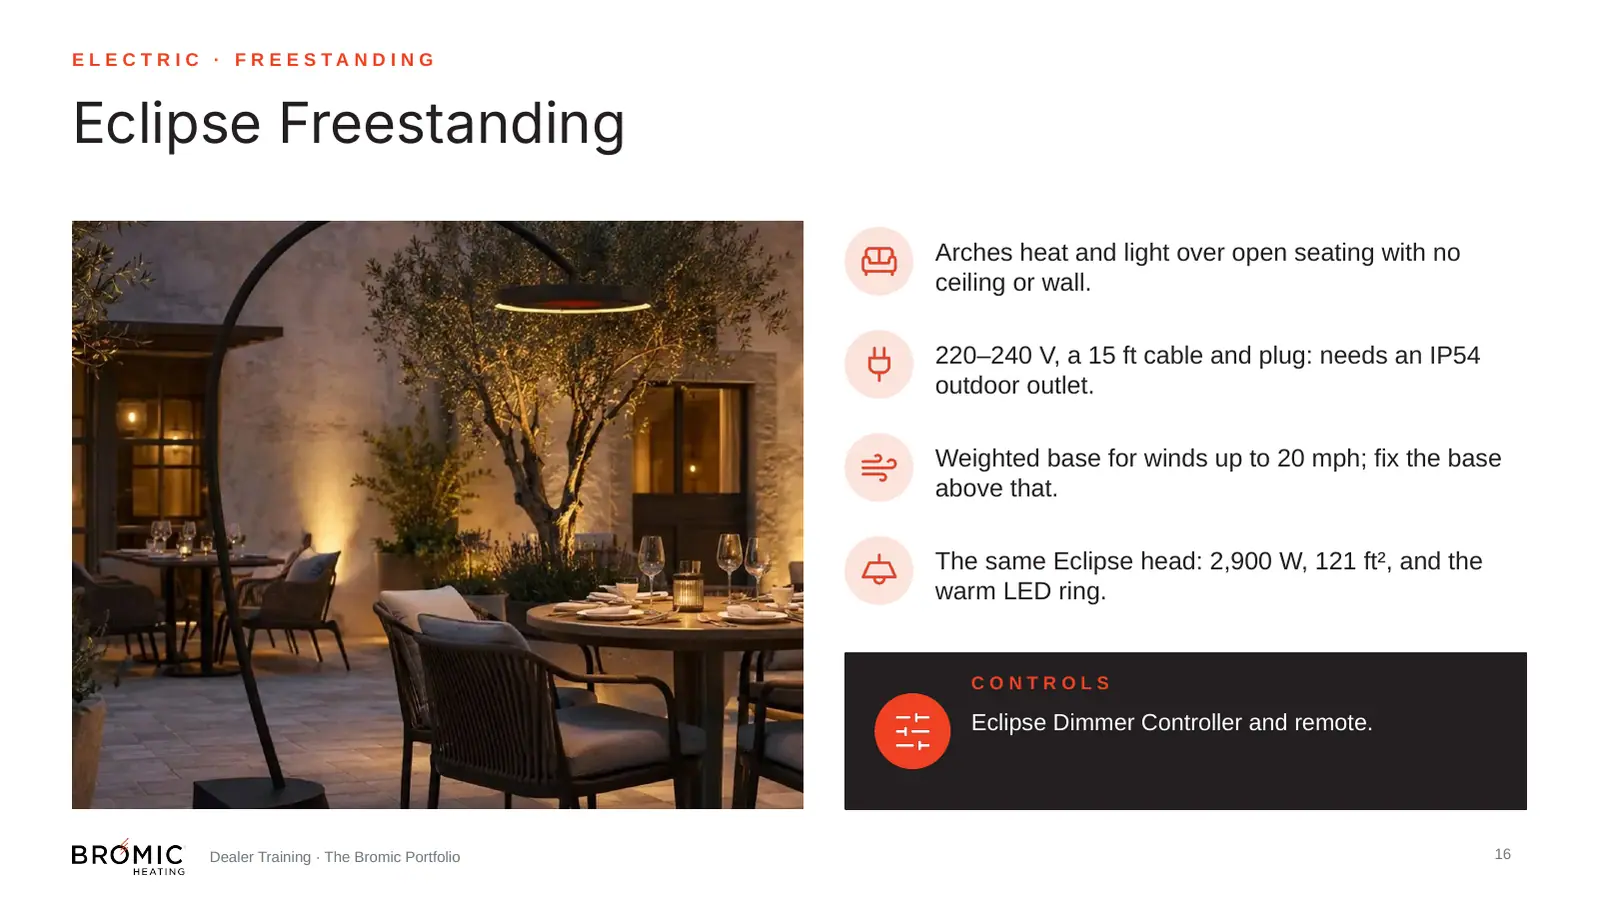 ELECTRIC · FREESTANDING
Eclipse Freestanding
Arches heat and light over open seating with no
ceiling or wall.
220–240 V, a 15 ft cable and plug: needs an IP54
outdoor outlet.
Weighted base for winds up to 20 mph; fix the base
above that.
The same Eclipse head: 2,900 W, 121 ft², and the
warm LED ring.
CONTROLS
Eclipse Dimmer Controller and remote.
BROMIC
HEATING
Dealer Training · The Bromic Portfolio
16